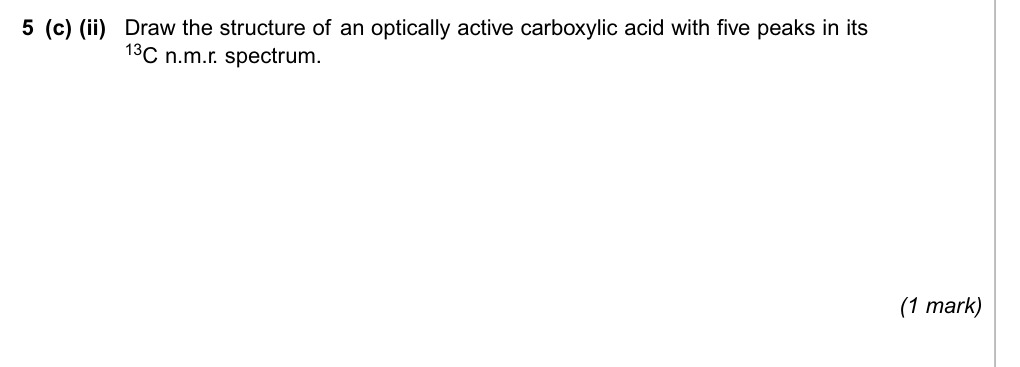 5 (c) (ii) Draw the structure of an optically active carboxylic acid with five peaks in its
¹³C n.m.r. spectrum.
(1 mark)